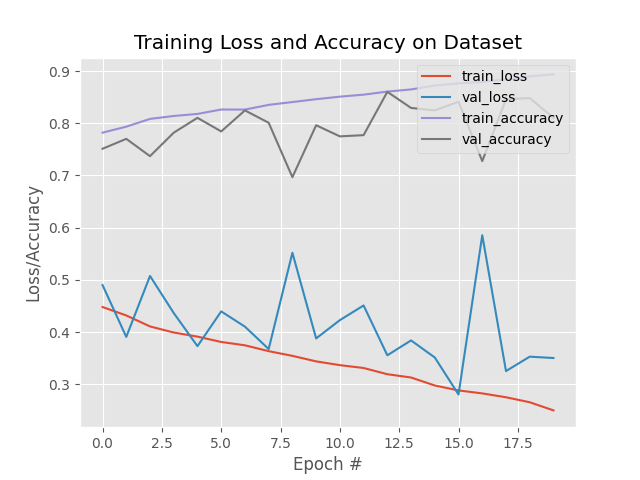 Training Loss and Accuracy on Dataset
0.9
0.8
0.7
0.6
0.5
0.4
0.3
Loss/Accuracy
train_loss
val_loss
train_accuracy
val_accuracy
0.0 2.5 5.0 7.5 10.0 12.5 15.0 17.5
Epoch #